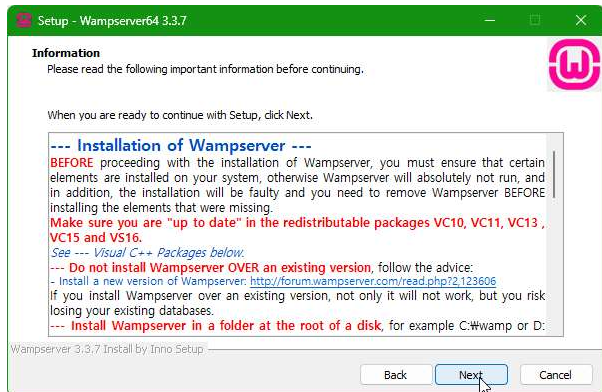 Setup - Wampserver64 3.3.7
Information
Please read the following important information before continuing.
When you are ready to continue with Setup, click Next.
--- Installation of Wampserver ---
BEFORE proceeding with the installation of Wampserver, you must ensure that certain
elements are installed on your system, otherwise Wampserver will absolutely not run, and
in addition, the installation will be faulty and you need to remove Wampserver BEFORE
installing the elements that were missing.
Make sure you are "up to date" in the redistributable packages VC10, VC11, VC13 ,
VC15 and VS16.
See --- Visual C++ Packages below.
--- Do not install Wampserver OVER an existing version, follow the advice:
- Install a new version of Wampserver: http://forum.wampserver.com/read.php?2,123606
If you install Wampserver over an existing version, not only it will not work, but you risk
losing your existing databases.
--- Install Wampserver in a folder at the root of a disk, for example C:₩wamp or D:
Wampserver 3.3.7 Install by Inno Setup
Back
Next
Cancel